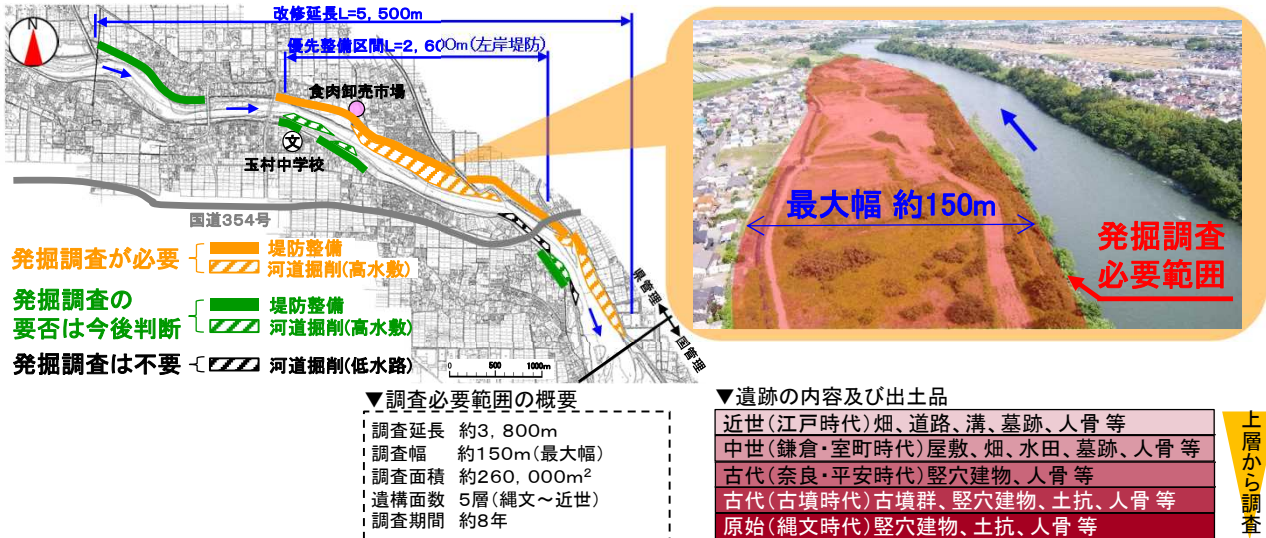 改修延長L=5,500m
優先整備区間L=2,600m(左岸堤防)
N
食肉卸売市場
文
玉村中学校
国道354号
発掘調査が必要
堤防整備
河道掘削(高水敷)
発掘調査の
要否は今後判断
堤防整備
河道掘削(高水敷)
発掘調査は不要
河道掘削(低水路)
0 500 1000m
県管理
国管理
最大幅 約150m
発掘調査
必要範囲
▼調査必要範囲の概要
調査延長 約3,800m
調査幅 約150m(最大幅)
調査面積 約260,000m²
遺構面数 5層(縄文～近世)
調査期間 約8年
▼遺跡の内容及び出土品
近世(江戸時代)畑、道路、溝、墓跡、人骨 等
中世(鎌倉・室町時代)屋敷、畑、水田、墓跡、人骨 等
古代(奈良・平安時代)竪穴建物、人骨 等
古代(古墳時代)古墳群、竪穴建物、土抗、人骨 等
原始(縄文時代)竪穴建物、土抗、人骨 等
上層から調査